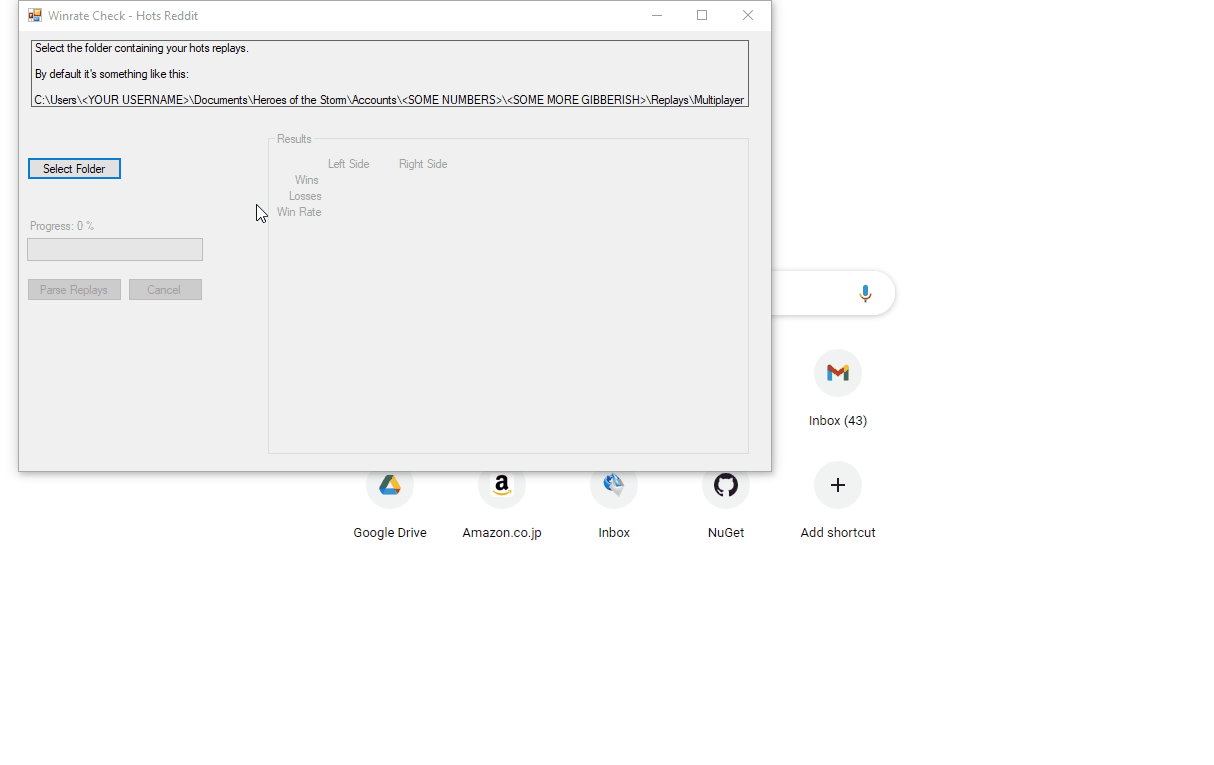 Winrate Check - Hots Reddit
Select the folder containing your hots replays.
By default it's something like this:
C:\Users\<YOUR USERNAME>\Documents\Heroes of the Storm\Accounts\<SOME NUMBERS>\<SOME MORE GIBBERISH>\Replays\Multiplayer
Select Folder
Progress: 0 %
Parse Replays Cancel
Results
Left Side Right Side
Wins
Losses
Win Rate
Inbox (43)
Google Drive Amazon.co.jp Inbox NuGet Add shortcut